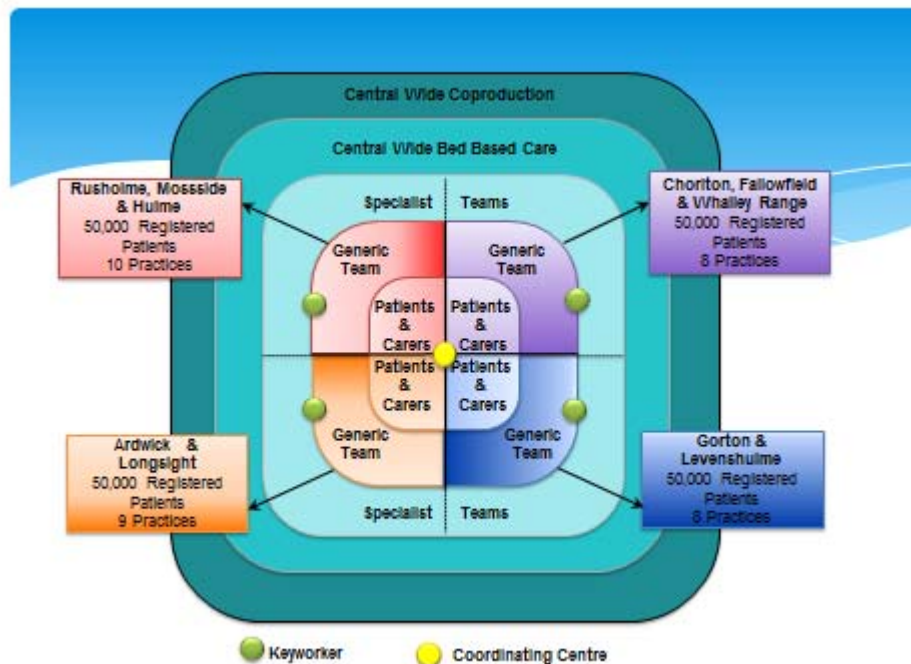 Central Wide Coproduction
Central Wide Bed Based Care
Rusholme, Mossside
& Hulme
50,000 Registered
Patients
10 Practices
Chorlton, Fallowfield
& Whalley Range
50,000 Registered
Patients
8 Practices
Specialist
Teams
Generic
Team
Generic
Team
Patients
&
Carers
Patients
&
Carers
Patients
&
Carers
Patients
&
Carers
Generic
Team
Generic
Team
Ardwick &
Longsight
50,000 Registered
Patients
9 Practices
Gorton &
Levenshulme
50,000 Registered
Patients
8 Practices
Specialist
Teams
Keyworker
Coordinating Centre